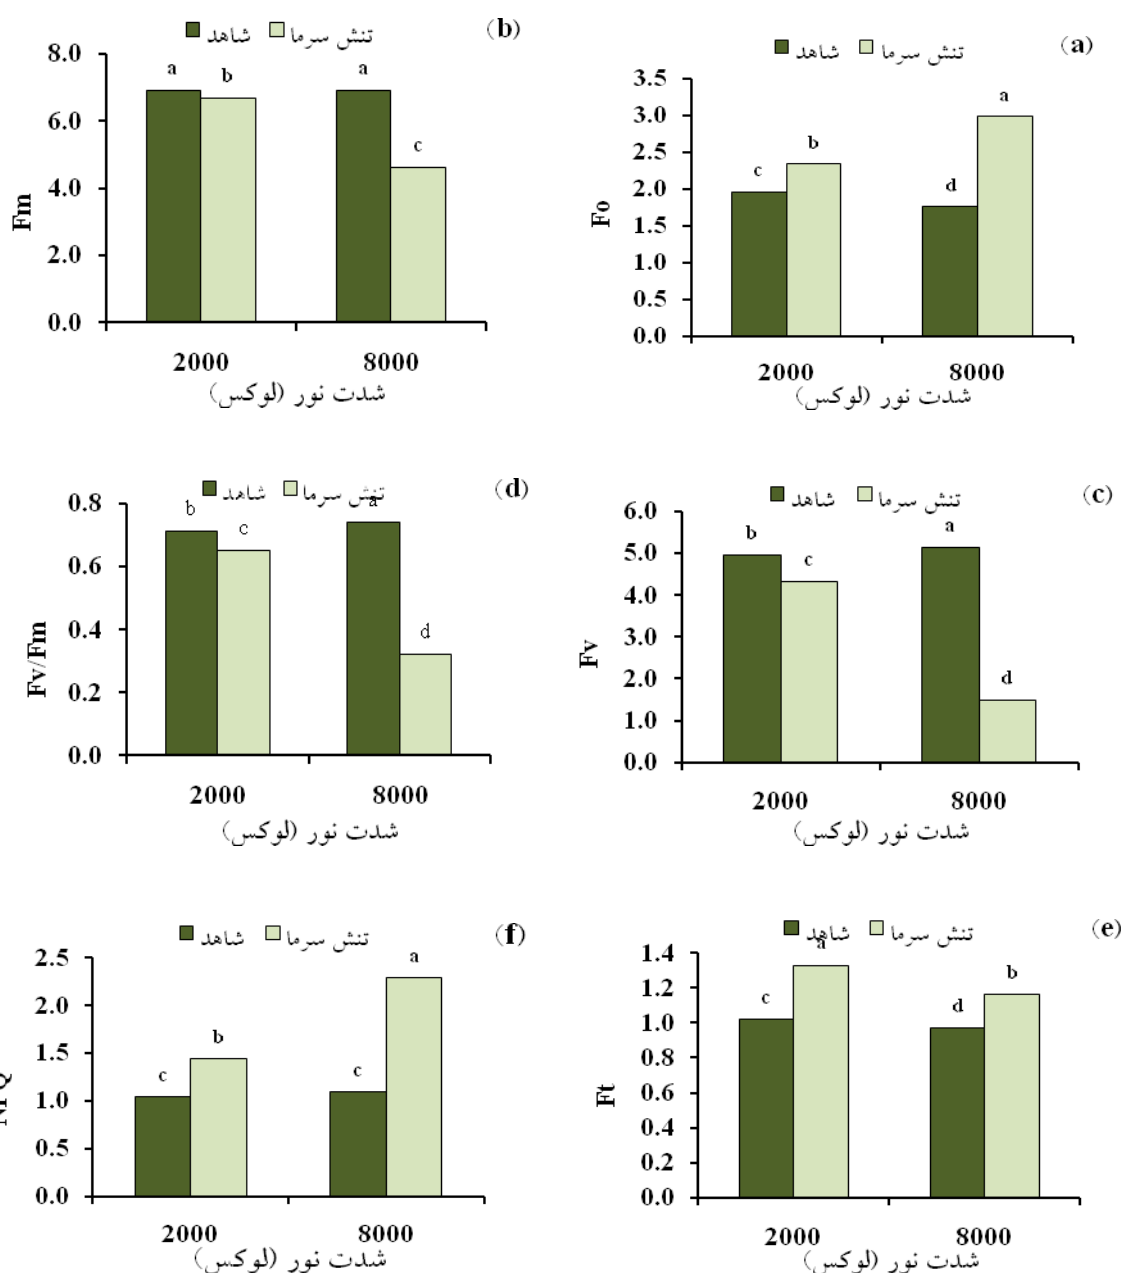 (a)
شاهد تنش سرما
a
b
c
d
3.5
3.0
2.5
2.0
1.5
1.0
0.5
0.0
Fo
2000 8000
شدت نور (لوکس)
(b)
شاهد تنش سرما
a b a
c
8.0
6.0
4.0
2.0
0.0
Fm
2000 8000
شدت نور (لوکس)
(c)
شاهد تنش سرما
b a
c
d
6.0
5.0
4.0
3.0
2.0
1.0
0.0
Fv
2000 8000
شدت نور (لوکس)
(d)
شاهد تنش سرما
b a
c
d
0.8
0.6
0.4
0.2
0.0
Fv/Fm
2000 8000
شدت نور (لوکس)
(e)
شاهد تنش سرما
a
b
c
d
1.4
1.2
1.0
0.8
0.6
0.4
0.2
0.0
Ft
2000 8000
شدت نور (لوکس)
(f)
شاهد تنش سرما
a
b
c c
2.5
2.0
1.5
1.0
0.5
0.0
2000 8000
شدت نور (لوکس)